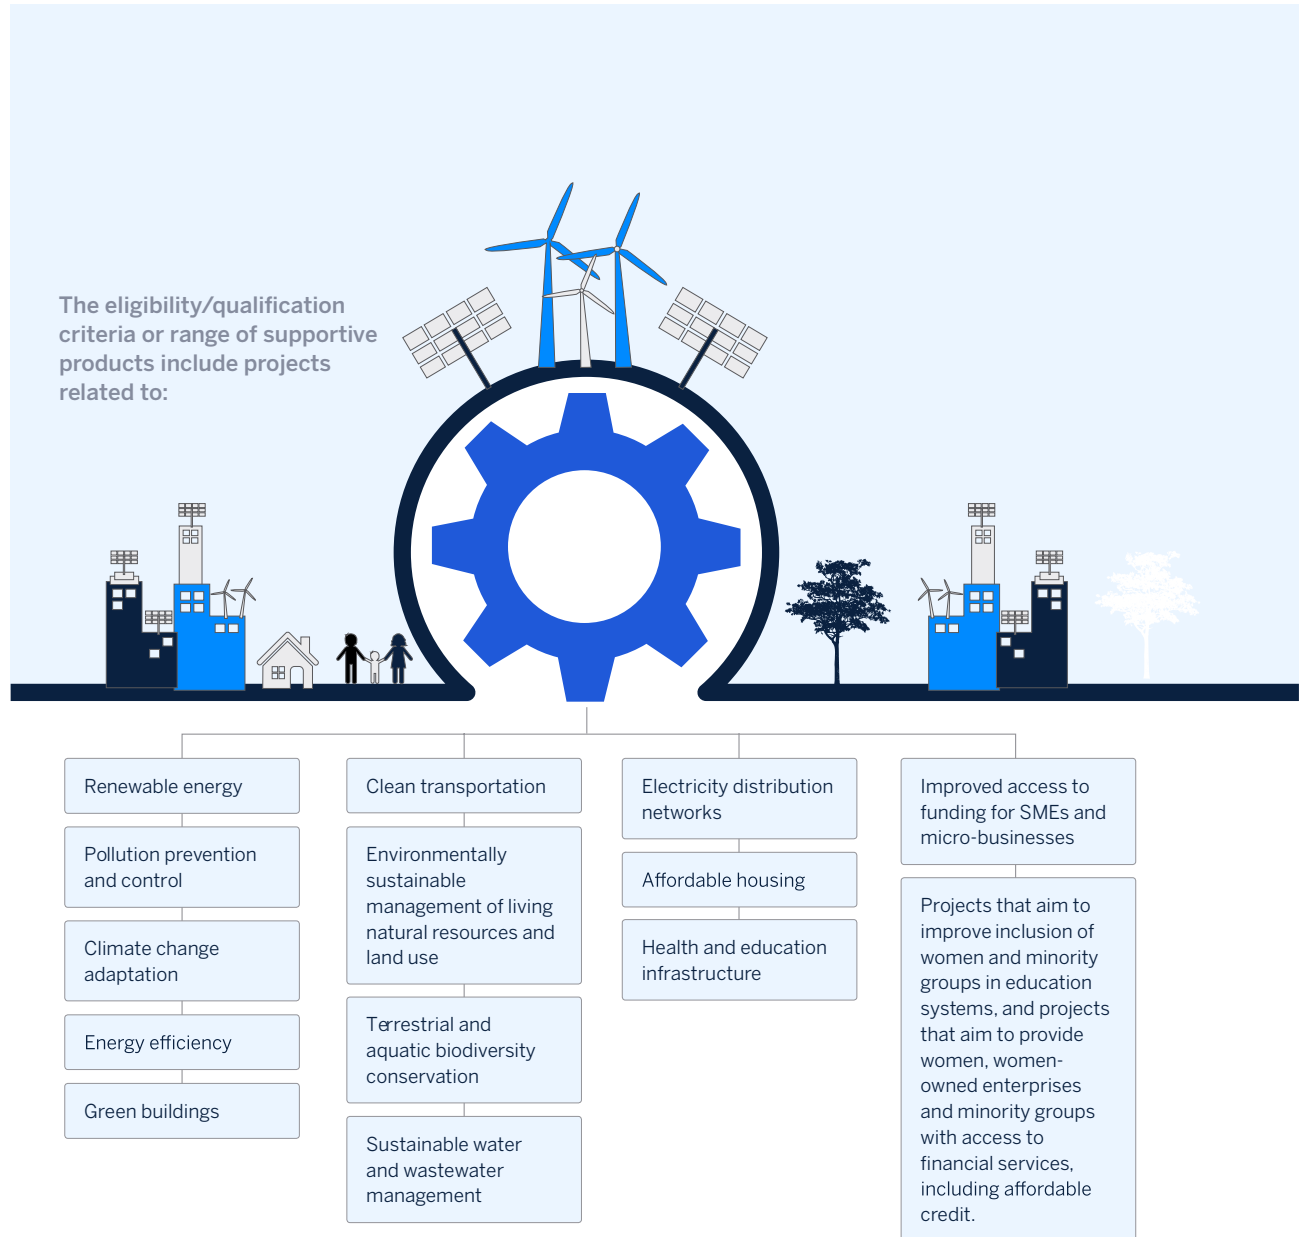 The eligibility/qualification
criteria or range of supportive
products include projects
related to:
Renewable energy
Pollution prevention
and control
Climate change
adaptation
Energy efficiency
Green buildings
Clean transportation
Environmentally
sustainable
management of living
natural resources and
land use
Terrestrial and
aquatic biodiversity
conservation
Sustainable water
and wastewater
management
Electricity distribution
networks
Affordable housing
Health and education
infrastructure
Improved access to
funding for SMEs and
micro-businesses
Projects that aim to
improve inclusion of
women and minority
groups in education
systems, and projects
that aim to provide
women, women-
owned enterprises
and minority groups
with access to
financial services,
including affordable
credit.